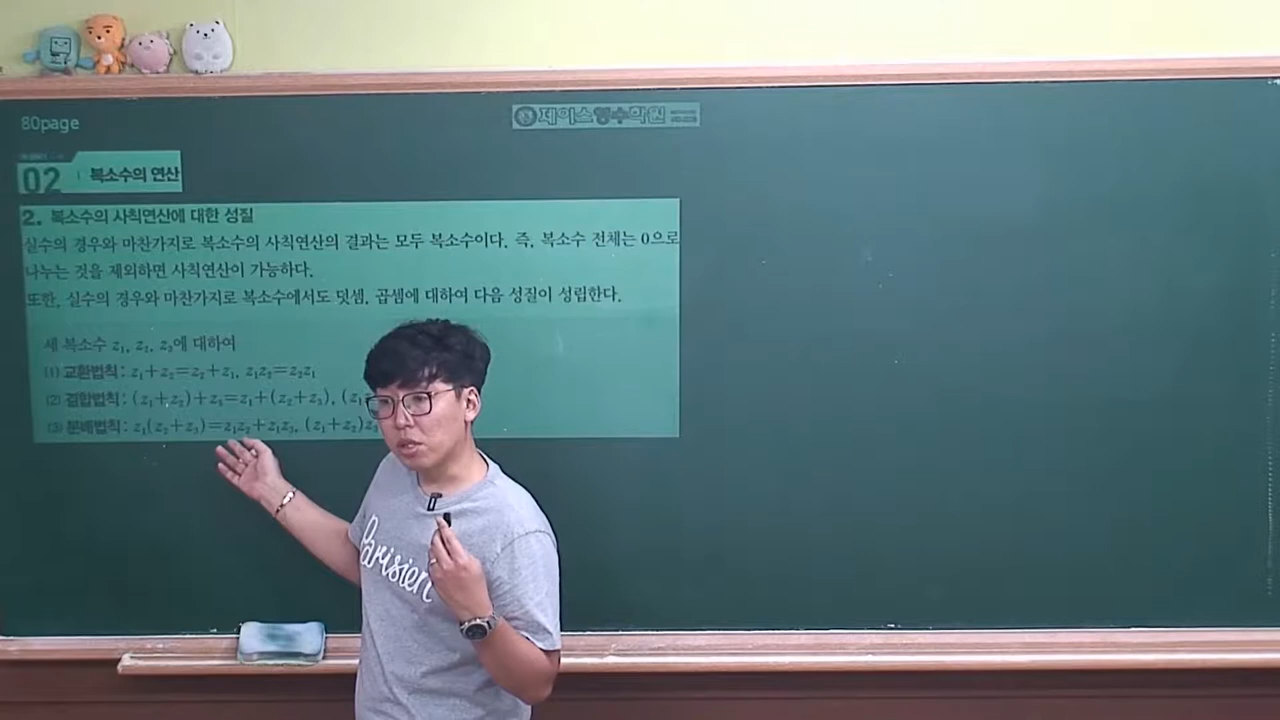 80page
제이스영수학원
02 복소수의 연산
2. 복소수의 사칙연산에 대한 성질
실수의 경우와 마찬가지로 복소수의 사칙연산의 결과는 모두 복소수이다. 즉, 복소수 전체는 0으로
나누는 것을 제외하면 사칙연산이 가능하다.
또한, 실수의 경우와 마찬가지로 복소수에서도 덧셈, 곱셈에 대하여 다음 성질이 성립한다.
세 복소수 z₁, z₂, z₃에 대하여
(1) 교환법칙: z₁+z₂=z₂+z₁, z₁z₂=z₂z₁
(2) 결합법칙: (z₁+z₂)+z₃=z₁+(z₂+z₃), (z₁
(3) 분배법칙: z₁(z₂+z₃)=z₁z₂+z₁z₃, (z₁+z₂)z₃
Parisien